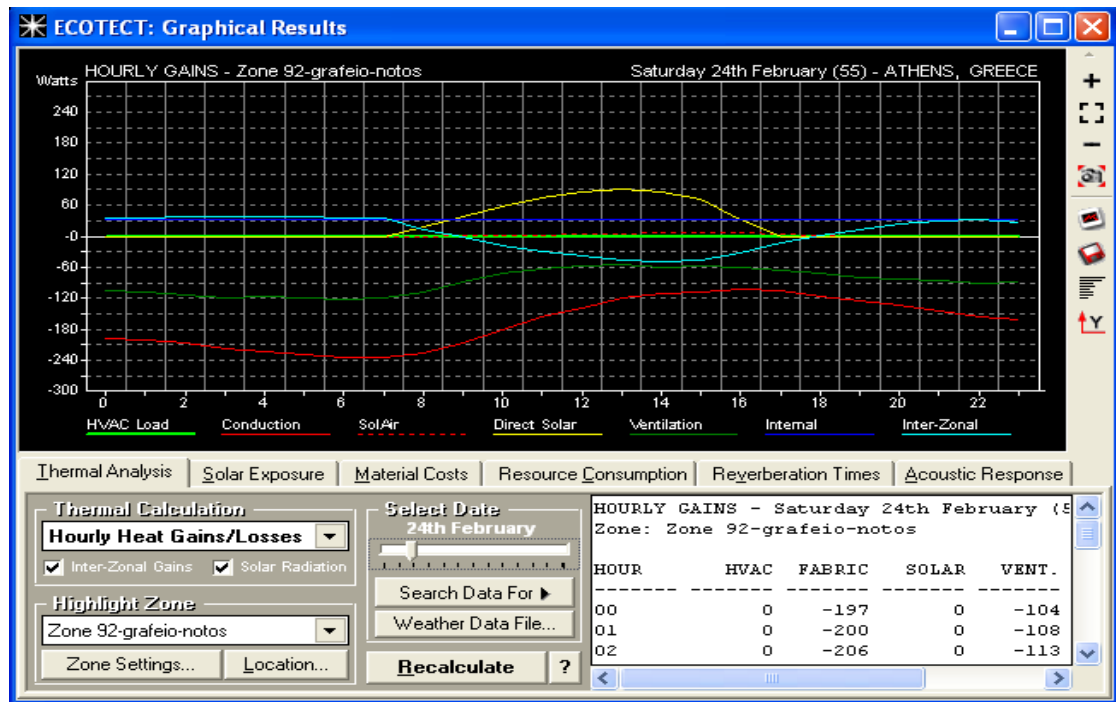 ECOTECT: Graphical Results
Watts HOURLY GAINS - Zone 92-grafeio-notos Saturday 24th February (55) - ATHENS, GREECE
240
180
120
60
-0
-60
-120
-180
-240
-300
0 2 4 6 8 10 12 14 16 18 20 22
HVAC Load Conduction SolAir Direct Solar Ventilation Internal Inter-Zonal
Y
Thermal Analysis Solar Exposure Material Costs Resource Consumption Reverberation Times Acoustic Response
Thermal Calculation
Hourly Heat Gains/Losses
Inter-Zonal Gains Solar Radiation
Highlight Zone
Zone 92-grafeio-notos
Zone Settings... Location...
Select Date
24th February
Search Data For
Weather Data File...
Recalculate ?
HOURLY GAINS - Saturday 24th February (5
Zone: Zone 92-grafeio-notos
HOUR HVAC FABRIC SOLAR VENT.
------- ------- ------- ------- -------
00 0 -197 0 -104
01 0 -200 0 -108
02 0 -206 0 -113